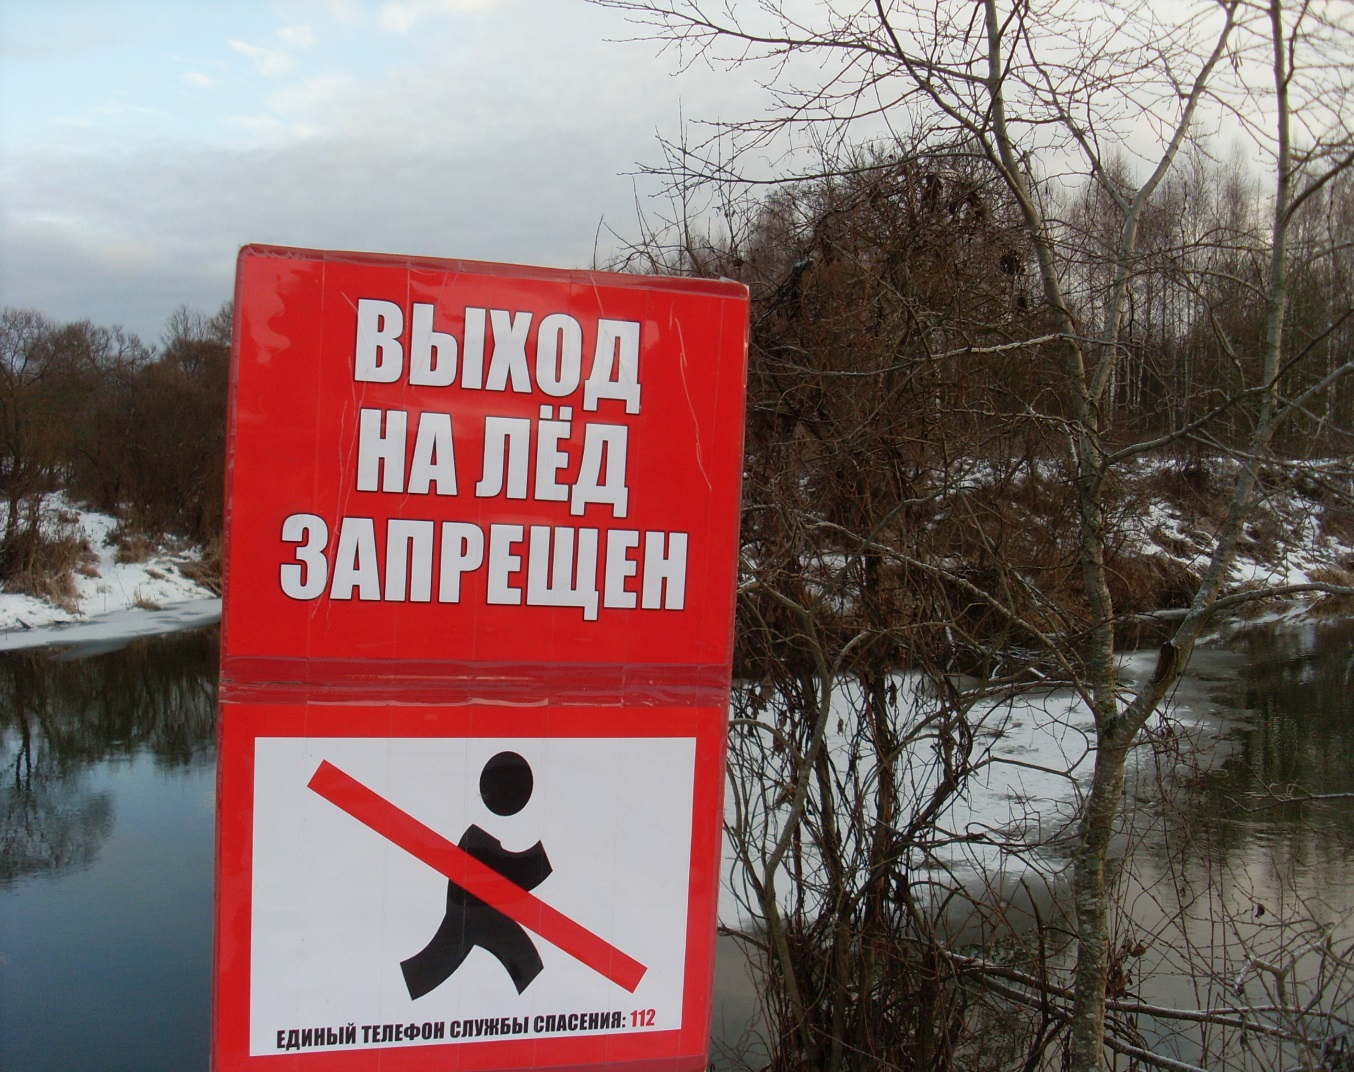 ВЫХОД
НА ЛЁД
ЗАПРЕЩЕН
ЕДИНЫЙ ТЕЛЕФОН СЛУЖБЫ СПАСЕНИЯ: 112